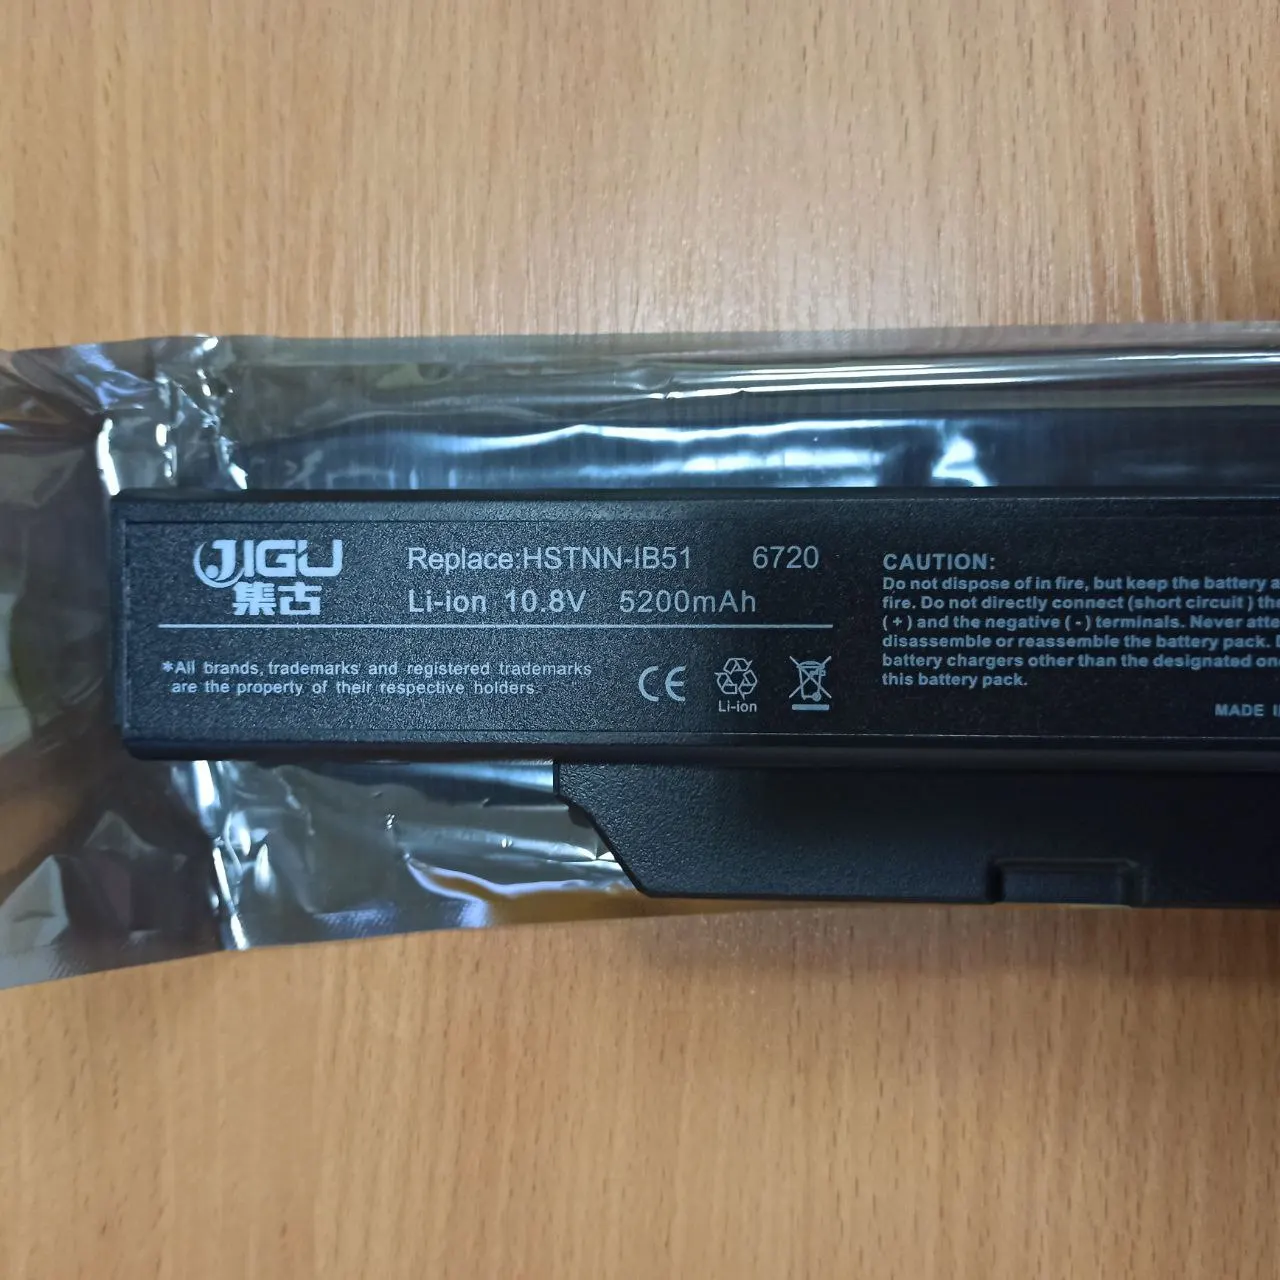 JIGU
集古
Replace:HSTNN-IB51 6720
Li-ion 10.8V 5200mAh
*All brands, trademarks and registered trademarks
are the property of their respective holders.
CE
Li-ion
CAUTION:
Do not dispose of in fire, but keep the battery
fire. Do not directly connect (short circuit)
(+) and the negative (-) terminals. Never
disassemble or reassemble the battery pack.
battery chargers other than the designated
this battery pack.
MADE